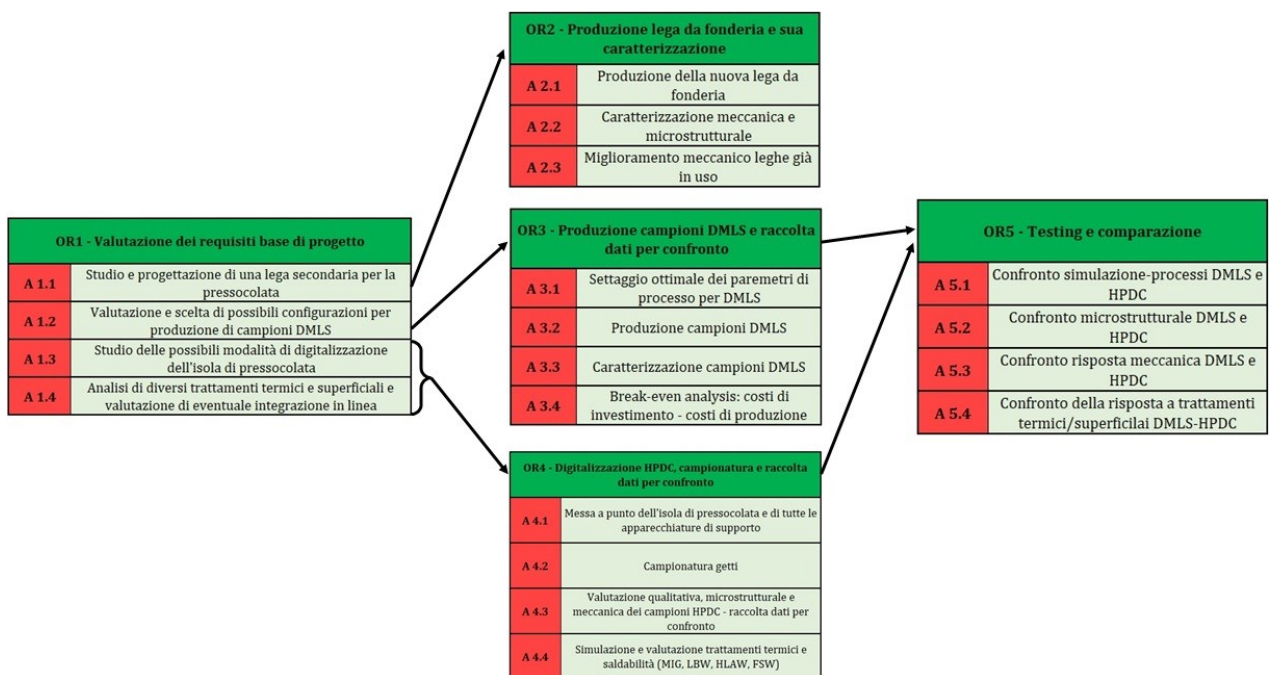 OR1 - Valutazione dei requisiti base di progetto
A 1.1
Studio e progettazione di una lega secondaria per la
pressocolata
A 1.2
Valutazione e scelta di possibili configurazioni per
produzione di campioni DMLS
A 1.3
Studio delle possibili modalità di digitalizzazione
dell'isola di pressocolata
A 1.4
Analisi di diversi trattamenti termici e superficiali e
valutazione di eventuale integrazione in linea
OR2 - Produzione lega da fonderia e sua
caratterizzazione
A 2.1
Produzione della nuova lega da
fonderia
A 2.2
Caratterizzazione meccanica e
microstrutturale
A 2.3
Miglioramento meccanico leghe già
in uso
OR3 - Produzione campioni DMLS e raccolta
dati per confronto
A 3.1
Settaggio ottimale dei paremetri di
processo per DMLS
A 3.2
Produzione campioni DMLS
A 3.3
Caratterizzazione campioni DMLS
A 3.4
Break-even analysis: costi di
investimento - costi di produzione
OR4 - Digitalizzazione HPDC, campionatura e raccolta
dati per confronto
A 4.1
Messa a punto dell'isola di pressocolata e di tutte le
apparecchiature di supporto
A 4.2
Campionatura getti
A 4.3
Valutazione qualitativa, microstrutturale e
meccanica dei campioni HPDC - raccolta dati per
confronto
A 4.4
Simulazione e valutazione trattamenti termici e
saldabilità (MIG, LBW, HLAW, FSW)
OR5 - Testing e comparazione
A 5.1
Confronto simulazione-processi DMLS e
HPDC
A 5.2
Confronto microstrutturale DMLS e
HPDC
A 5.3
Confronto risposta meccanica DMLS e
HPDC
A 5.4
Confronto della risposta a trattamenti
termici/superficilai DMLS-HPDC